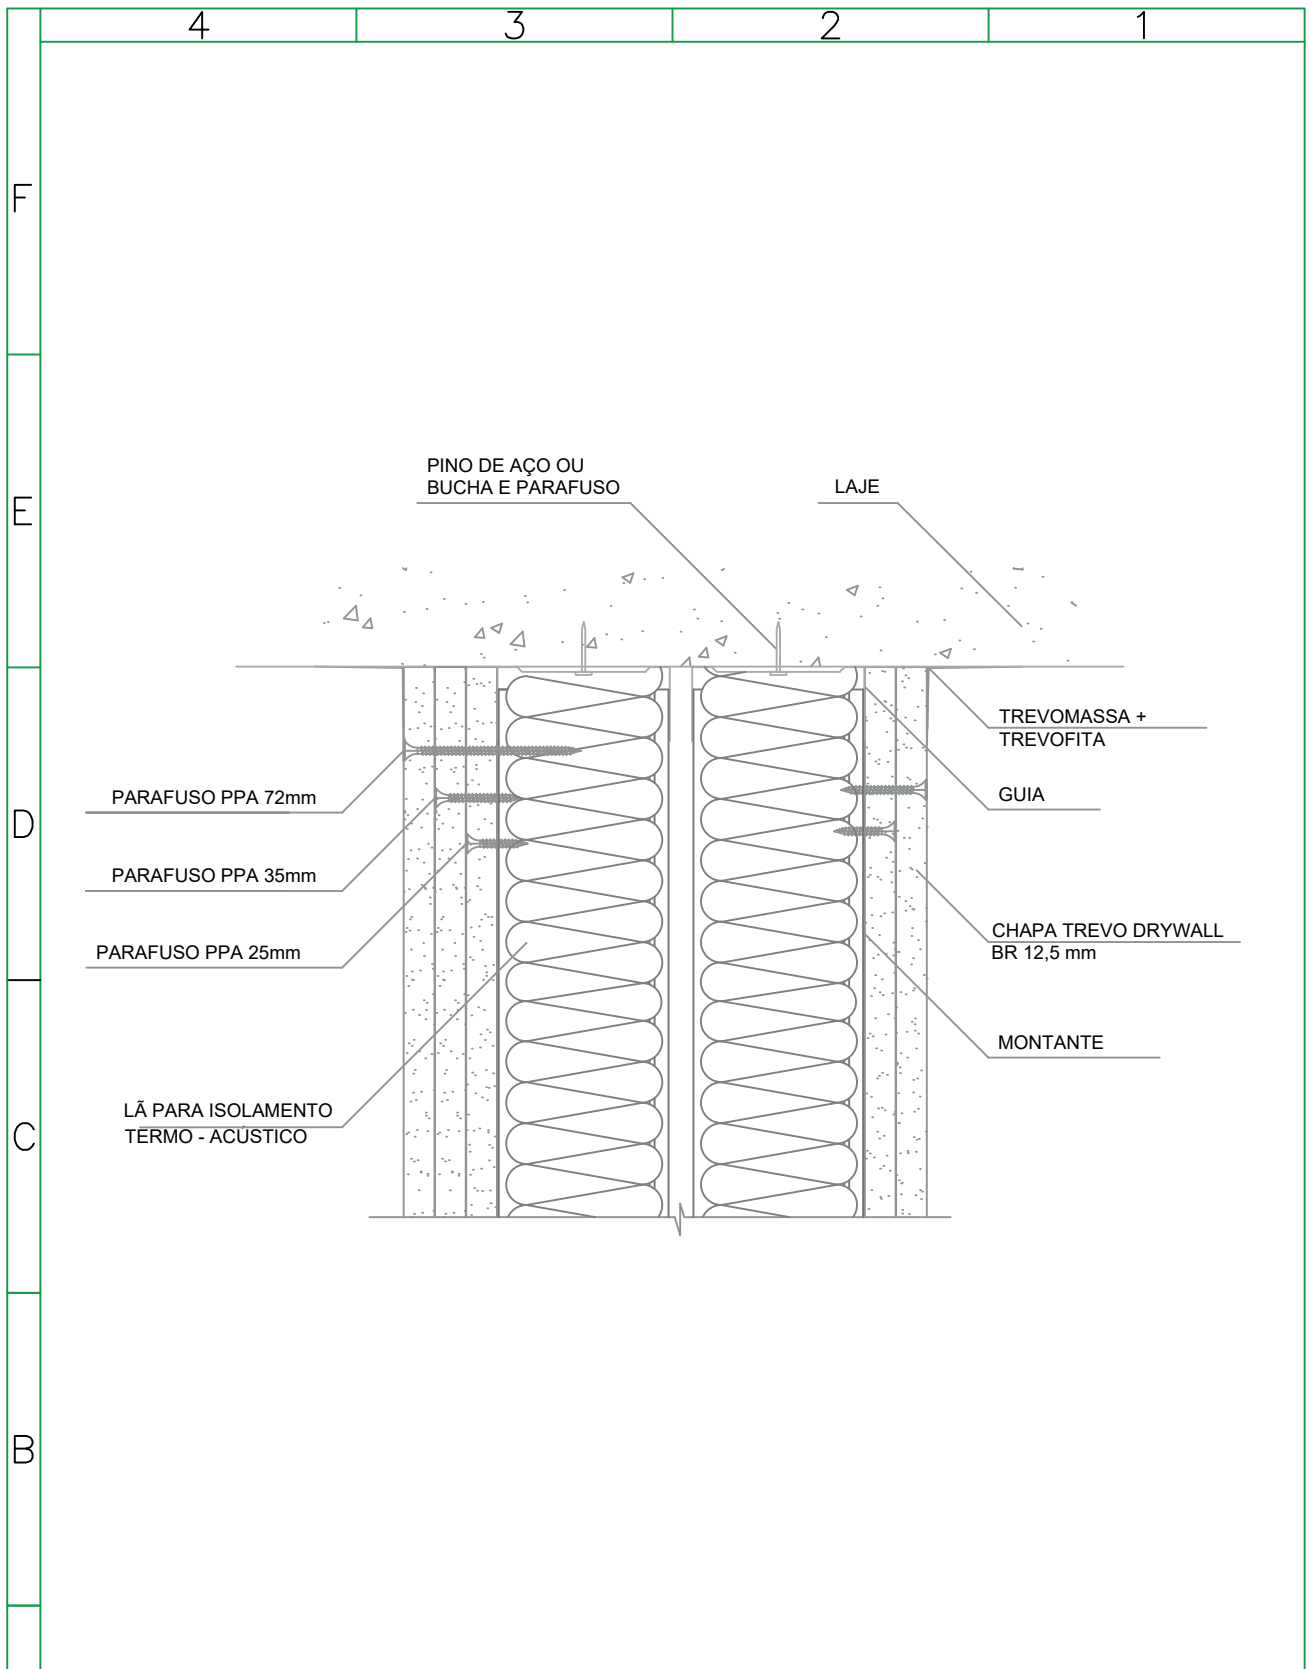 4
3
2
1
F
E
D
C
B
PINO DE AÇO OU
BUCHA E PARAFUSO
LAJE
TREVOMASSA +
TREVOFITA
PARAFUSO PPA 72mm
GUIA
PARAFUSO PPA 35mm
CHAPA TREVO DRYWALL
BR 12,5 mm
PARAFUSO PPA 25mm
MONTANTE
LÃ PARA ISOLAMENTO
TERMO - ACÚSTICO